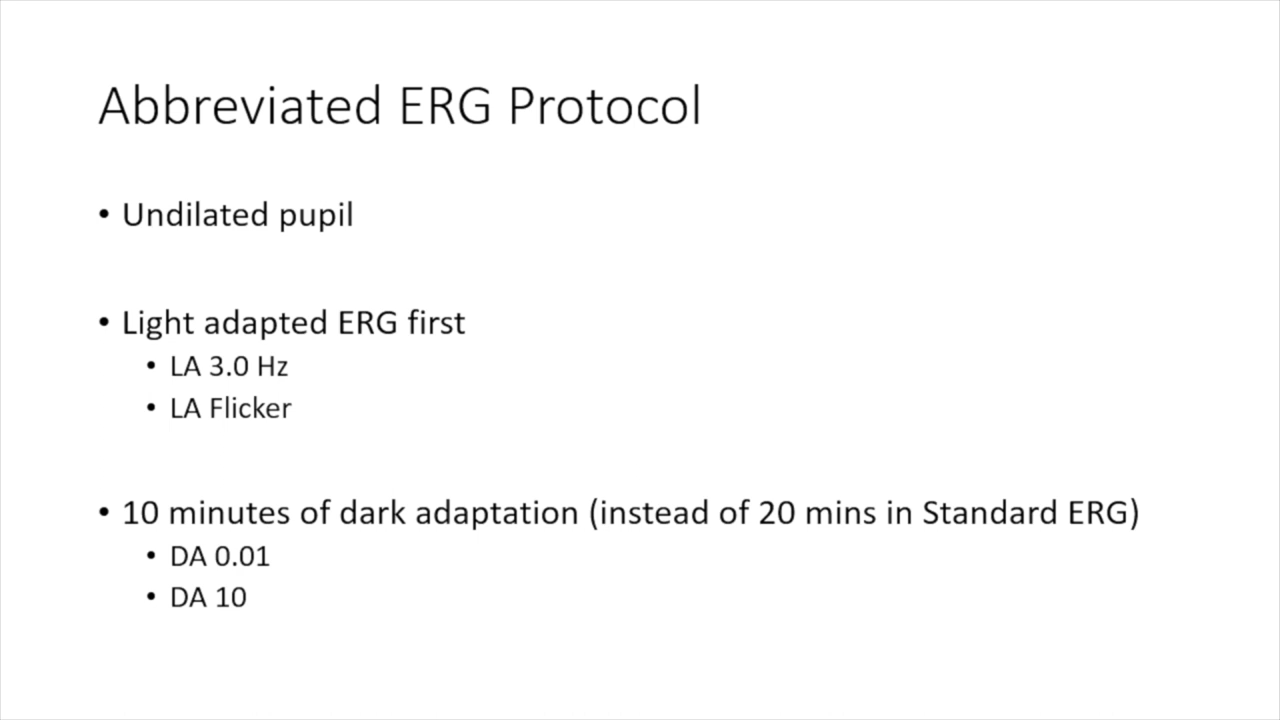 Abbreviated ERG Protocol
• Undilated pupil
• Light adapted ERG first
• LA 3.0 Hz
• LA Flicker
• 10 minutes of dark adaptation (instead of 20 mins in Standard ERG)
• DA 0.01
• DA 10